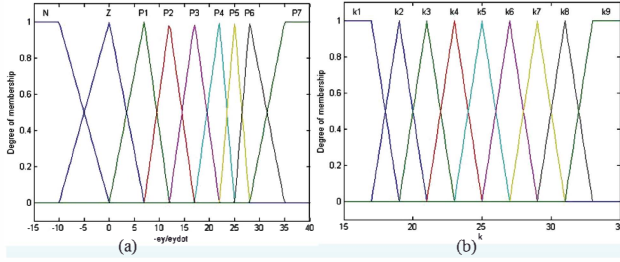 N Z P1 P2 P3 P4 P5 P6 P7
1
0.8
0.6
0.4
0.2
0
Degree of membership
-15 -10 -5 0 5 10 15 20 25 30 35 40
-ey/eydot
(a)
k1 k2 k3 k4 k5 k6 k7 k8 k9
1
0.8
0.6
0.4
0.2
0
Degree of membership
15 20 25 30 35
k
(b)